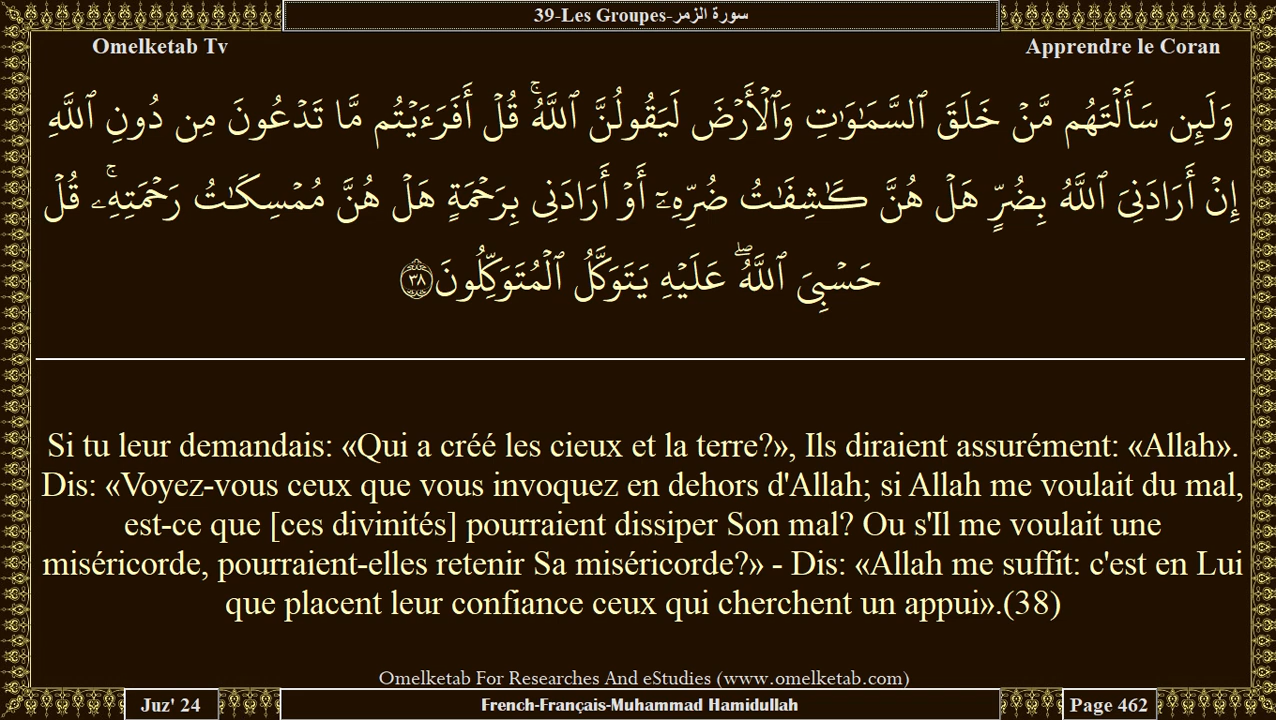 39-Les Groupes-سورة الزمر
Omelketab Tv
Apprendre le Coran
وَلَئِن سَأَلْتَهُم مَّنْ خَلَقَ ٱلسَّمَـٰوَٰتِ وَٱلْأَرْضَ لَيَقُولُنَّ ٱللَّهُ ۚ قُلْ أَفَرَءَيْتُم مَّا تَدْعُونَ مِن دُونِ ٱللَّهِ
إِنْ أَرَادَنِىَ ٱللَّهُ بِضُرٍّ هَلْ هُنَّ كَـٰشِفَـٰتُ ضُرِّهِۦٓ أَوْ أَرَادَنِى بِرَحْمَةٍ هَلْ هُنَّ مُمْسِكَـٰتُ رَحْمَتِهِۦ ۚ قُلْ
حَسْبِىَ ٱللَّهُ ۖ عَلَيْهِ يَتَوَكَّلُ ٱلْمُتَوَكِّلُونَ ٣٨
Si tu leur demandais: «Qui a créé les cieux et la terre?», Ils diraient assurément: «Allah».
Dis: «Voyez-vous ceux que vous invoquez en dehors d'Allah; si Allah me voulait du mal,
est-ce que [ces divinités] pourraient dissiper Son mal? Ou s'Il me voulait une
miséricorde, pourraient-elles retenir Sa miséricorde?» - Dis: «Allah me suffit: c'est en Lui
que placent leur confiance ceux qui cherchent un appui».(38)
Omelketab For Researches And eStudies (www.omelketab.com)
Juz' 24
French-Français-Muhammad Hamidullah
Page 462